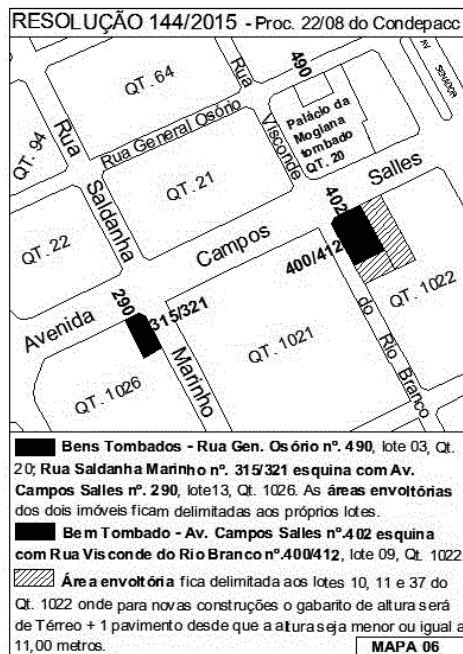 RESOLUÇÃO 144/2015 - Proc. 22/08 do Condepacc
QT. 64
Rua
490
AV
SENADOR
QT. 94
Rua
Rua General Osório
Visconde
Palácio da
Mogiana
tombado
QT. 20
Saldanha
QT. 21
Salles
QT. 22
Campos
402
400/412
QT. 1022
290
315/321
Avenida
do
Rio Branco
QT. 1021
QT. 1026
Marinho
Bens Tombados - Rua Gen. Osório nº. 490, lote 03, Qt.
20; Rua Saldanha Marinho nº. 315/321 esquina com Av.
Campos Salles nº. 290, lote13, Qt. 1026. As áreas envoltórias
dos dois imóveis ficam delimitadas aos próprios lotes.
Bem Tombado - Av. Campos Salles nº.402 esquina
com Rua Visconde do Rio Branco nº.400/412, lote 09, Qt. 1022
Área envoltória fica delimitada aos lotes 10, 11 e 37 do
Qt. 1022 onde para novas construções o gabarito de altura será
de Térreo + 1 pavimento desde que a altura seja menor ou igual a
11,00 metros.
MAPA 06